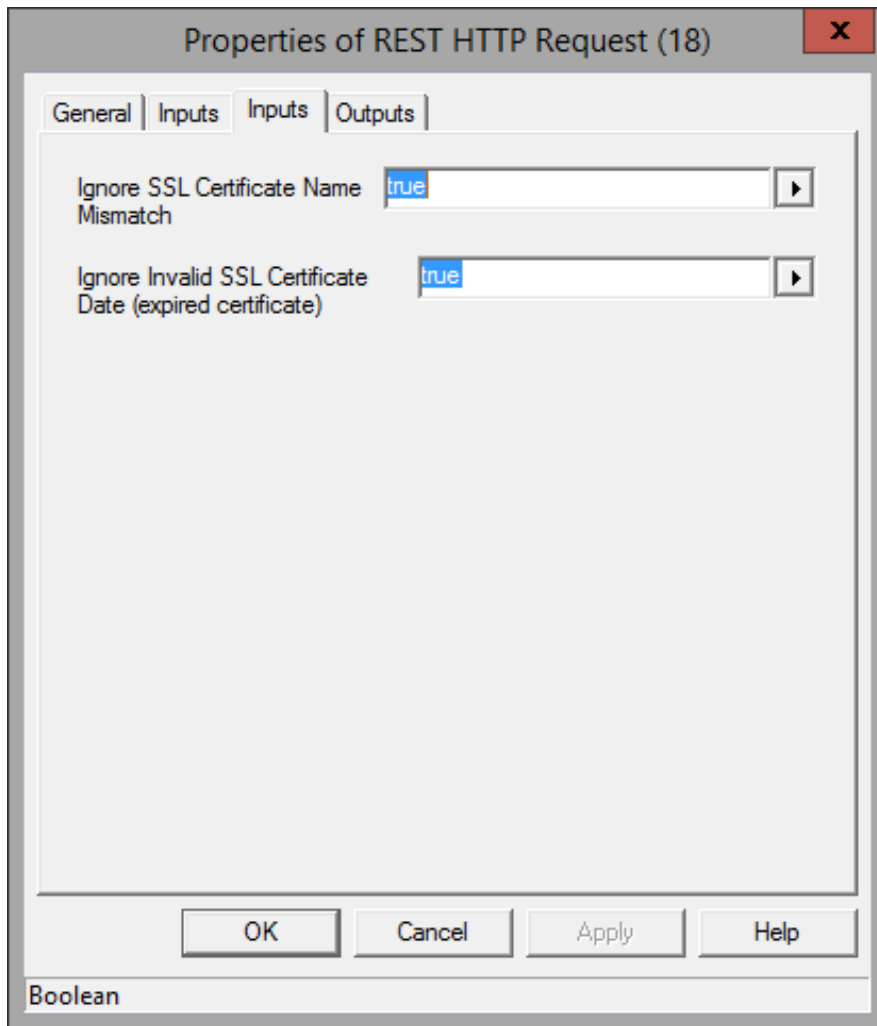 Properties of REST HTTP Request (18)
x
General Inputs Inputs Outputs
Ignore SSL Certificate Name
Mismatch
true
Ignore Invalid SSL Certificate
Date (expired certificate)
true
OK Cancel Apply Help
Boolean